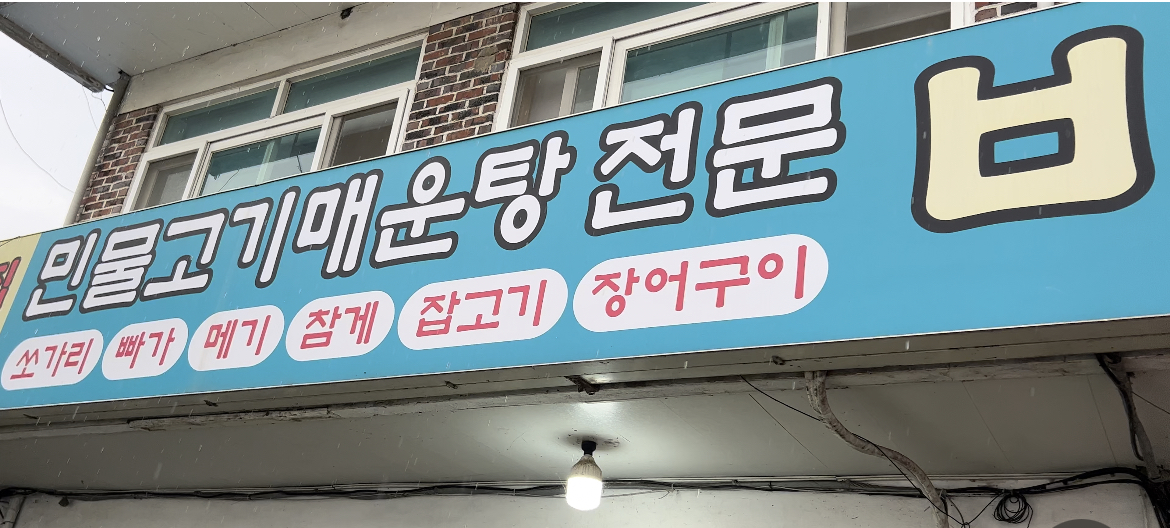 민물고기매운탕 전문
쏘가리 빠가 메기 참게 잡고기 장어구이